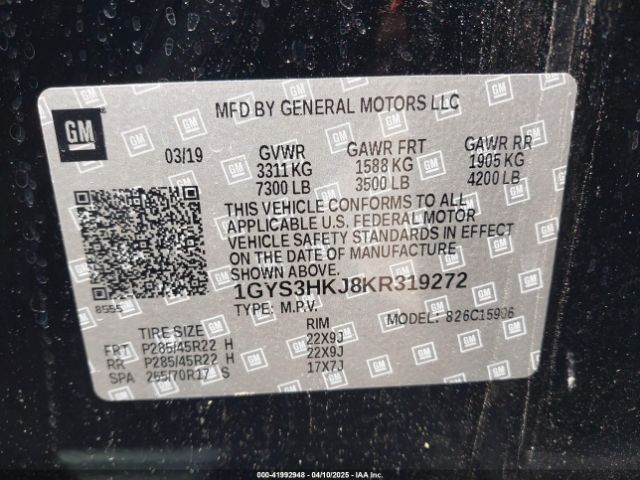 GM
MFD BY GENERAL MOTORS LLC
03/19 GVWR GAWR FRT GAWR RR
3311 KG 1588 KG 1905 KG
7300 LB 3500 LB 4200 LB
THIS VEHICLE CONFORMS TO ALL
APPLICABLE U.S. FEDERAL MOTOR
VEHICLE SAFETY STANDARDS IN EFFECT
ON THE DATE OF MANUFACTURE
SHOWN ABOVE.
8555 1GYS3HKJ8KR319272
TYPE: M.P.V. MODEL: 826C15906
TIRE SIZE RIM
FRT P285/45R22 H 22X9J
RR P285/45R22 H 22X9J
SPA 265/70R17 S 17X7J
000-41992948 - 04/10/2025 - IAA